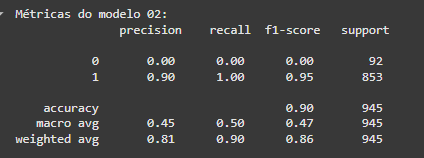 Métricas do modelo 02:
precision recall f1-score support
0 0.00 0.00 0.00 92
1 0.90 1.00 0.95 853
accuracy 0.90 945
macro avg 0.45 0.50 0.47 945
weighted avg 0.81 0.90 0.86 945